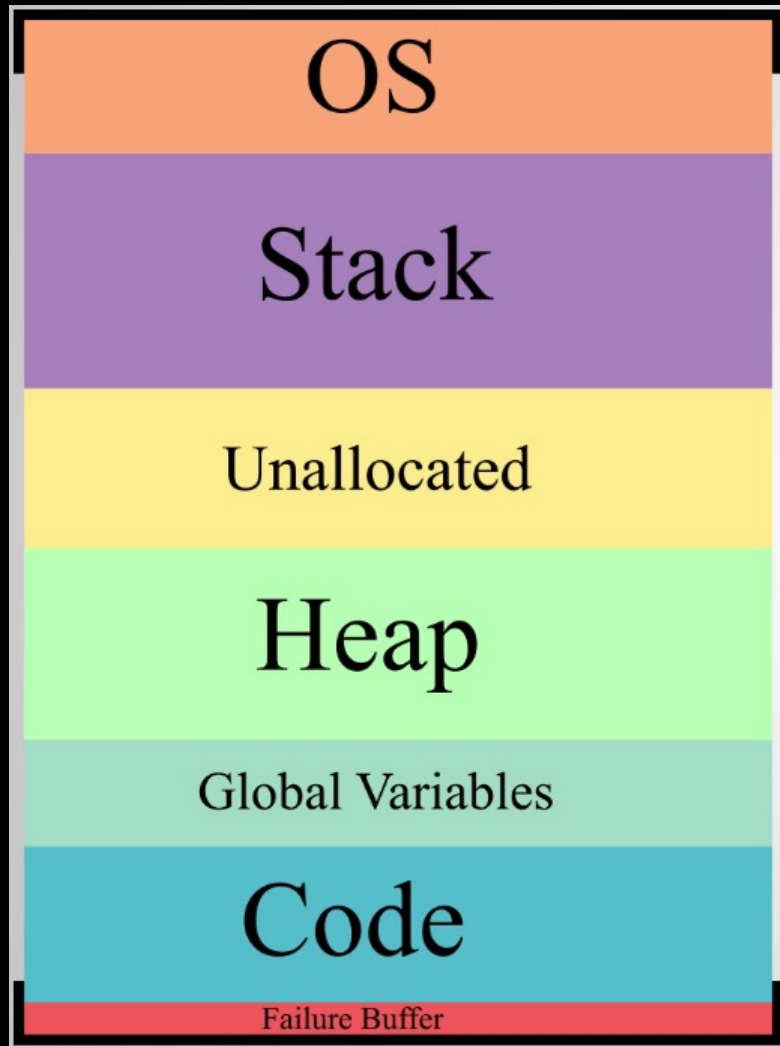 OS
Stack
Unallocated
Heap
Global Variables
Code
Failure Buffer